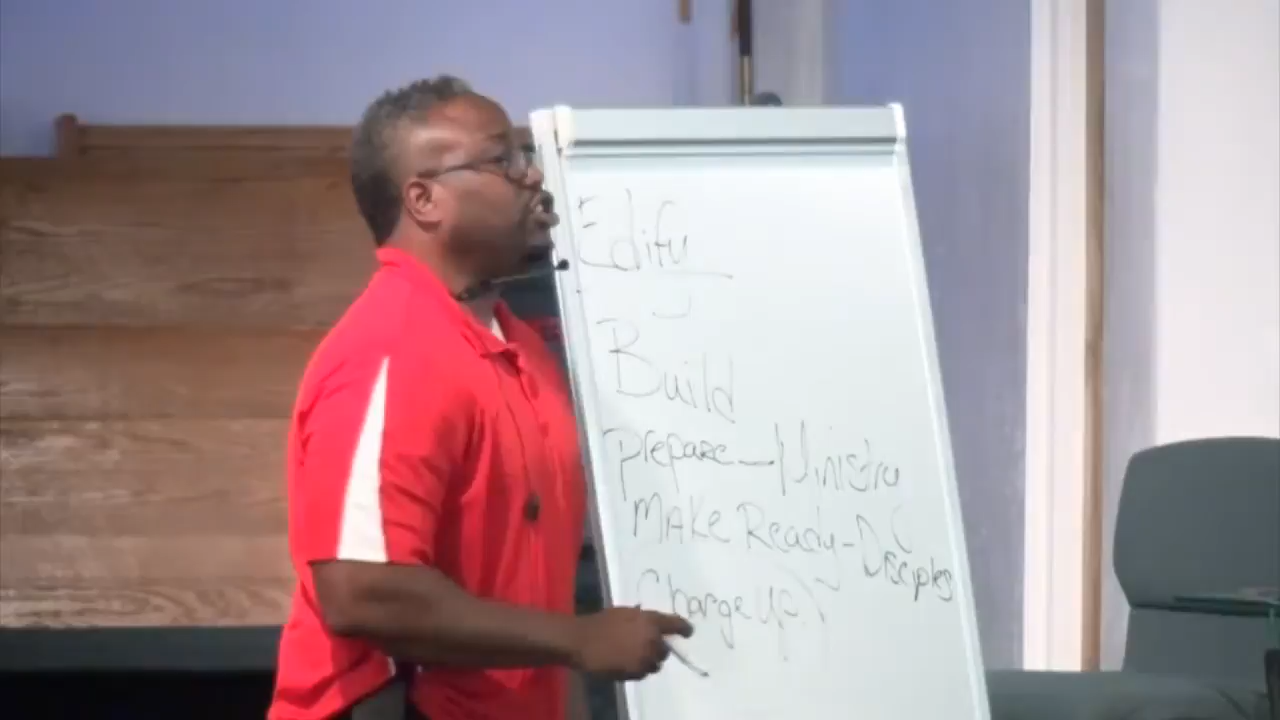 Edify
Build
Prepare - Ministry
MAKe Ready - Disciples
Charge Up!